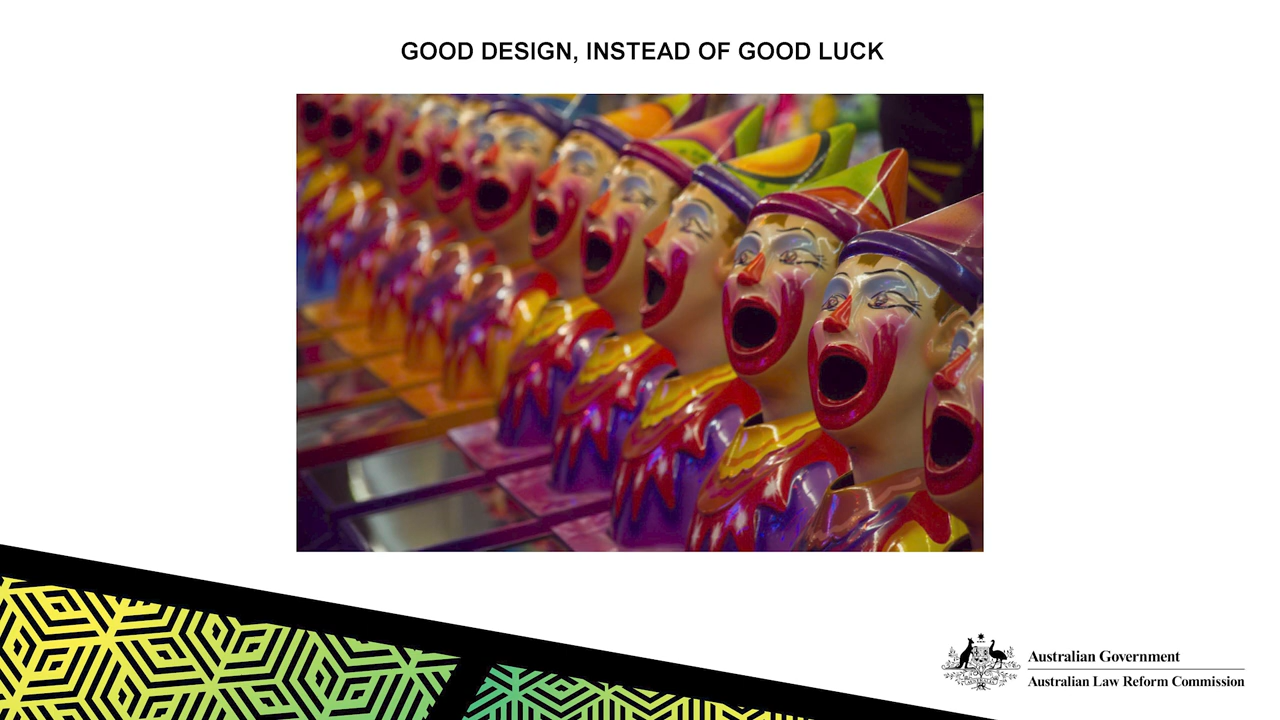 GOOD DESIGN, INSTEAD OF GOOD LUCK
Australian Government
Australian Law Reform Commission